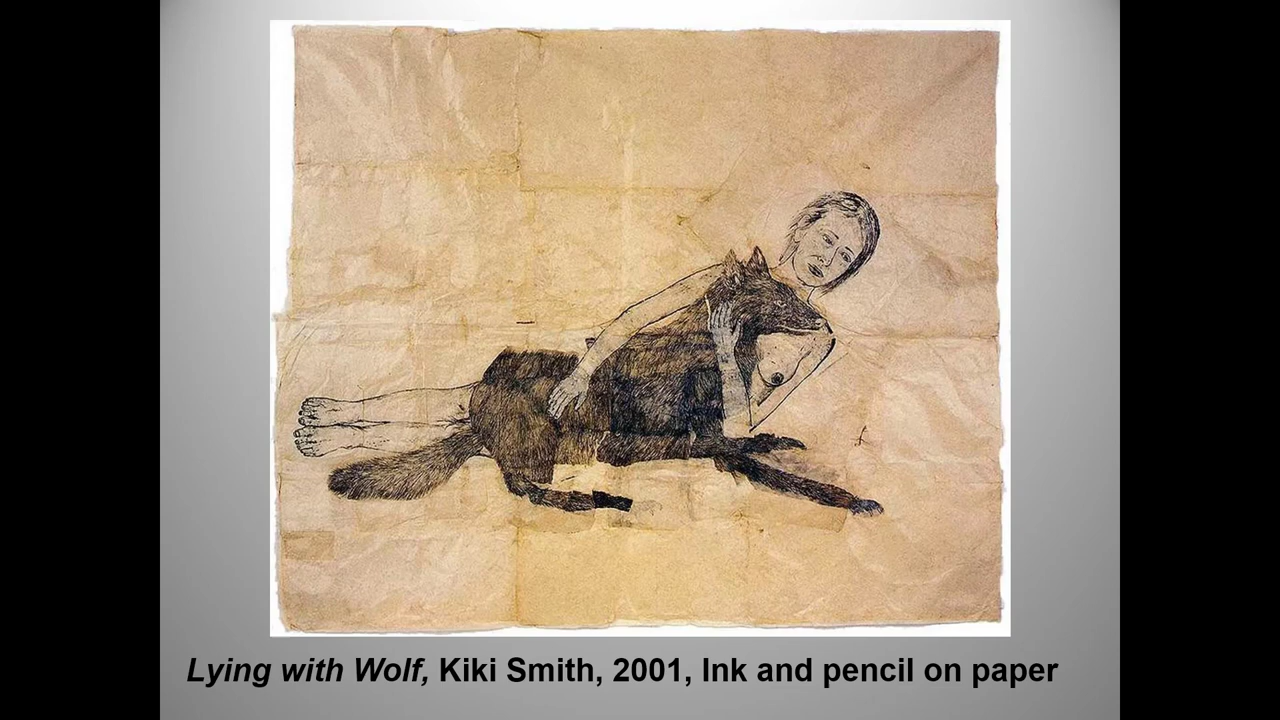 Lying with Wolf, Kiki Smith, 2001, Ink and pencil on paper